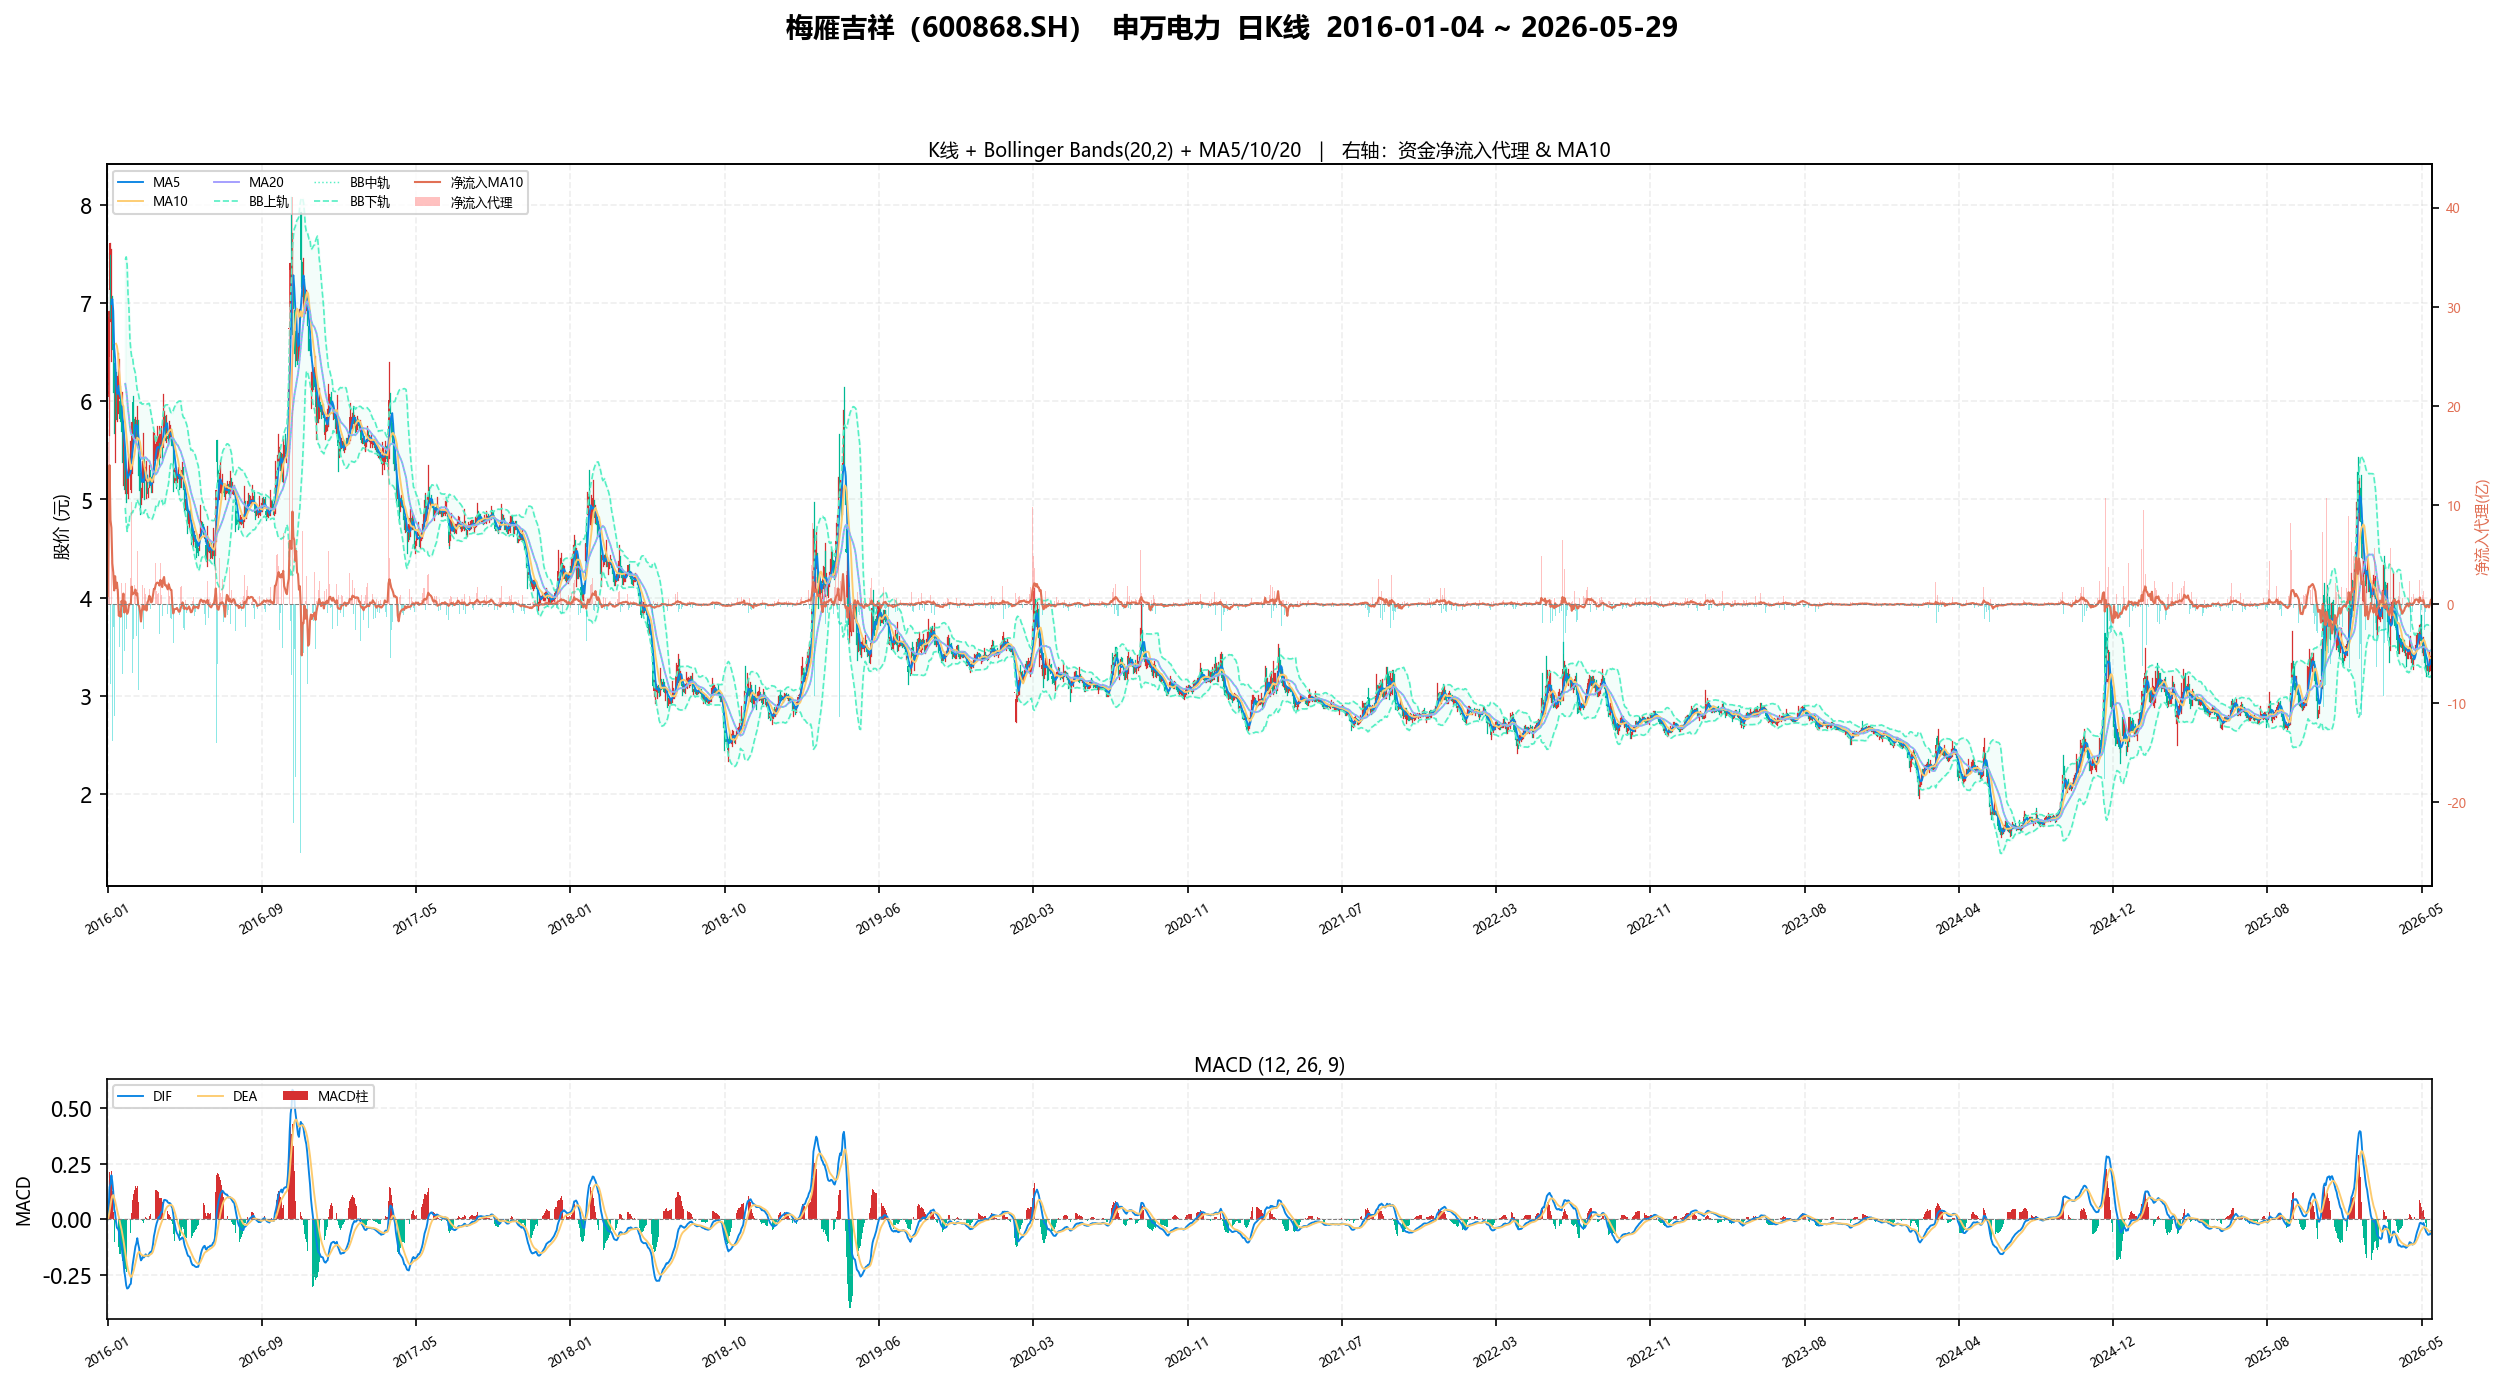 梅雁吉祥（600868.SH） 申万电力 日K线 2016-01-04 ~ 2026-05-29
K线 + Bollinger Bands(20,2) + MA5/10/20 | 右轴：资金净流入代理 & MA10
MA5 MA20 BB中轨 净流入MA10
MA10 BB上轨 BB下轨 净流入代理
股价 (元)
8
7
6
5
4
3
2
40
30
20
10
0
-10
-20
净流入代理(亿)
2016-01 2016-09 2017-05 2018-01 2018-10 2019-06 2020-03 2020-11 2021-07 2022-03 2022-11 2023-08 2024-04 2024-12 2025-08 2026-05
MACD (12, 26, 9)
DIF DEA MACD柱
MACD
0.50
0.25
0.00
-0.25
2016-01 2016-09 2017-05 2018-01 2018-10 2019-06 2020-03 2020-11 2021-07 2022-03 2022-11 2023-08 2024-04 2024-12 2025-08 2026-05